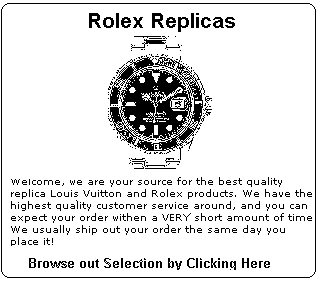 Rolex Replicas
Welcome, we are your source for the best quality
replica Louis Vuitton and Rolex products. We have the
highest quality customer service around, and you can
expect your order withen a VERY short amount of time
We usually ship out your order the same day you
place it!
Browse out Selection by Clicking Here